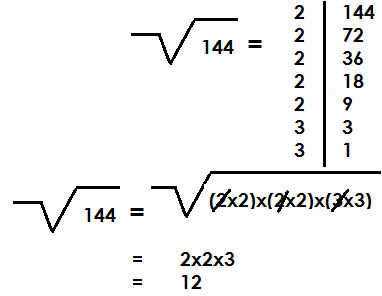 2 144
2 72
√144 = 2 36
2 18
2 9
3 3
3 1
√144 = √(2x2)x(2x2)x(3x3)
= 2x2x3
= 12